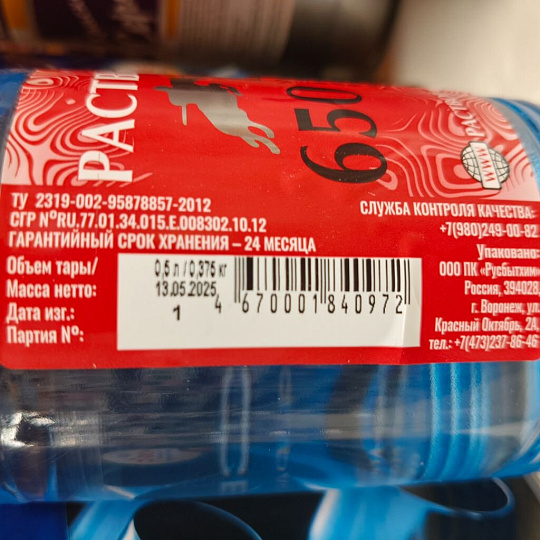 РАСТВ
650
WWW
РАСТВ
ТУ 2319-002-95878857-2012
СГР №RU.77.01.34.015.Е.008302.10.12
ГАРАНТИЙНЫЙ СРОК ХРАНЕНИЯ – 24 МЕСЯЦА
Объем тары/
Масса нетто:
Дата изг.:
Партия №:
0,5 л / 0,375 кг
13.05.2025
1
4 670001 840972
СЛУЖБА КОНТРОЛЯ КАЧЕСТВА:
+7(980)249-00-82
Упаковано:
ООО ПК «Русбытхим»
Россия, 394028,
г. Воронеж, ул.
Красный Октябрь, 2А,
тел.: +7(473)237-86-46